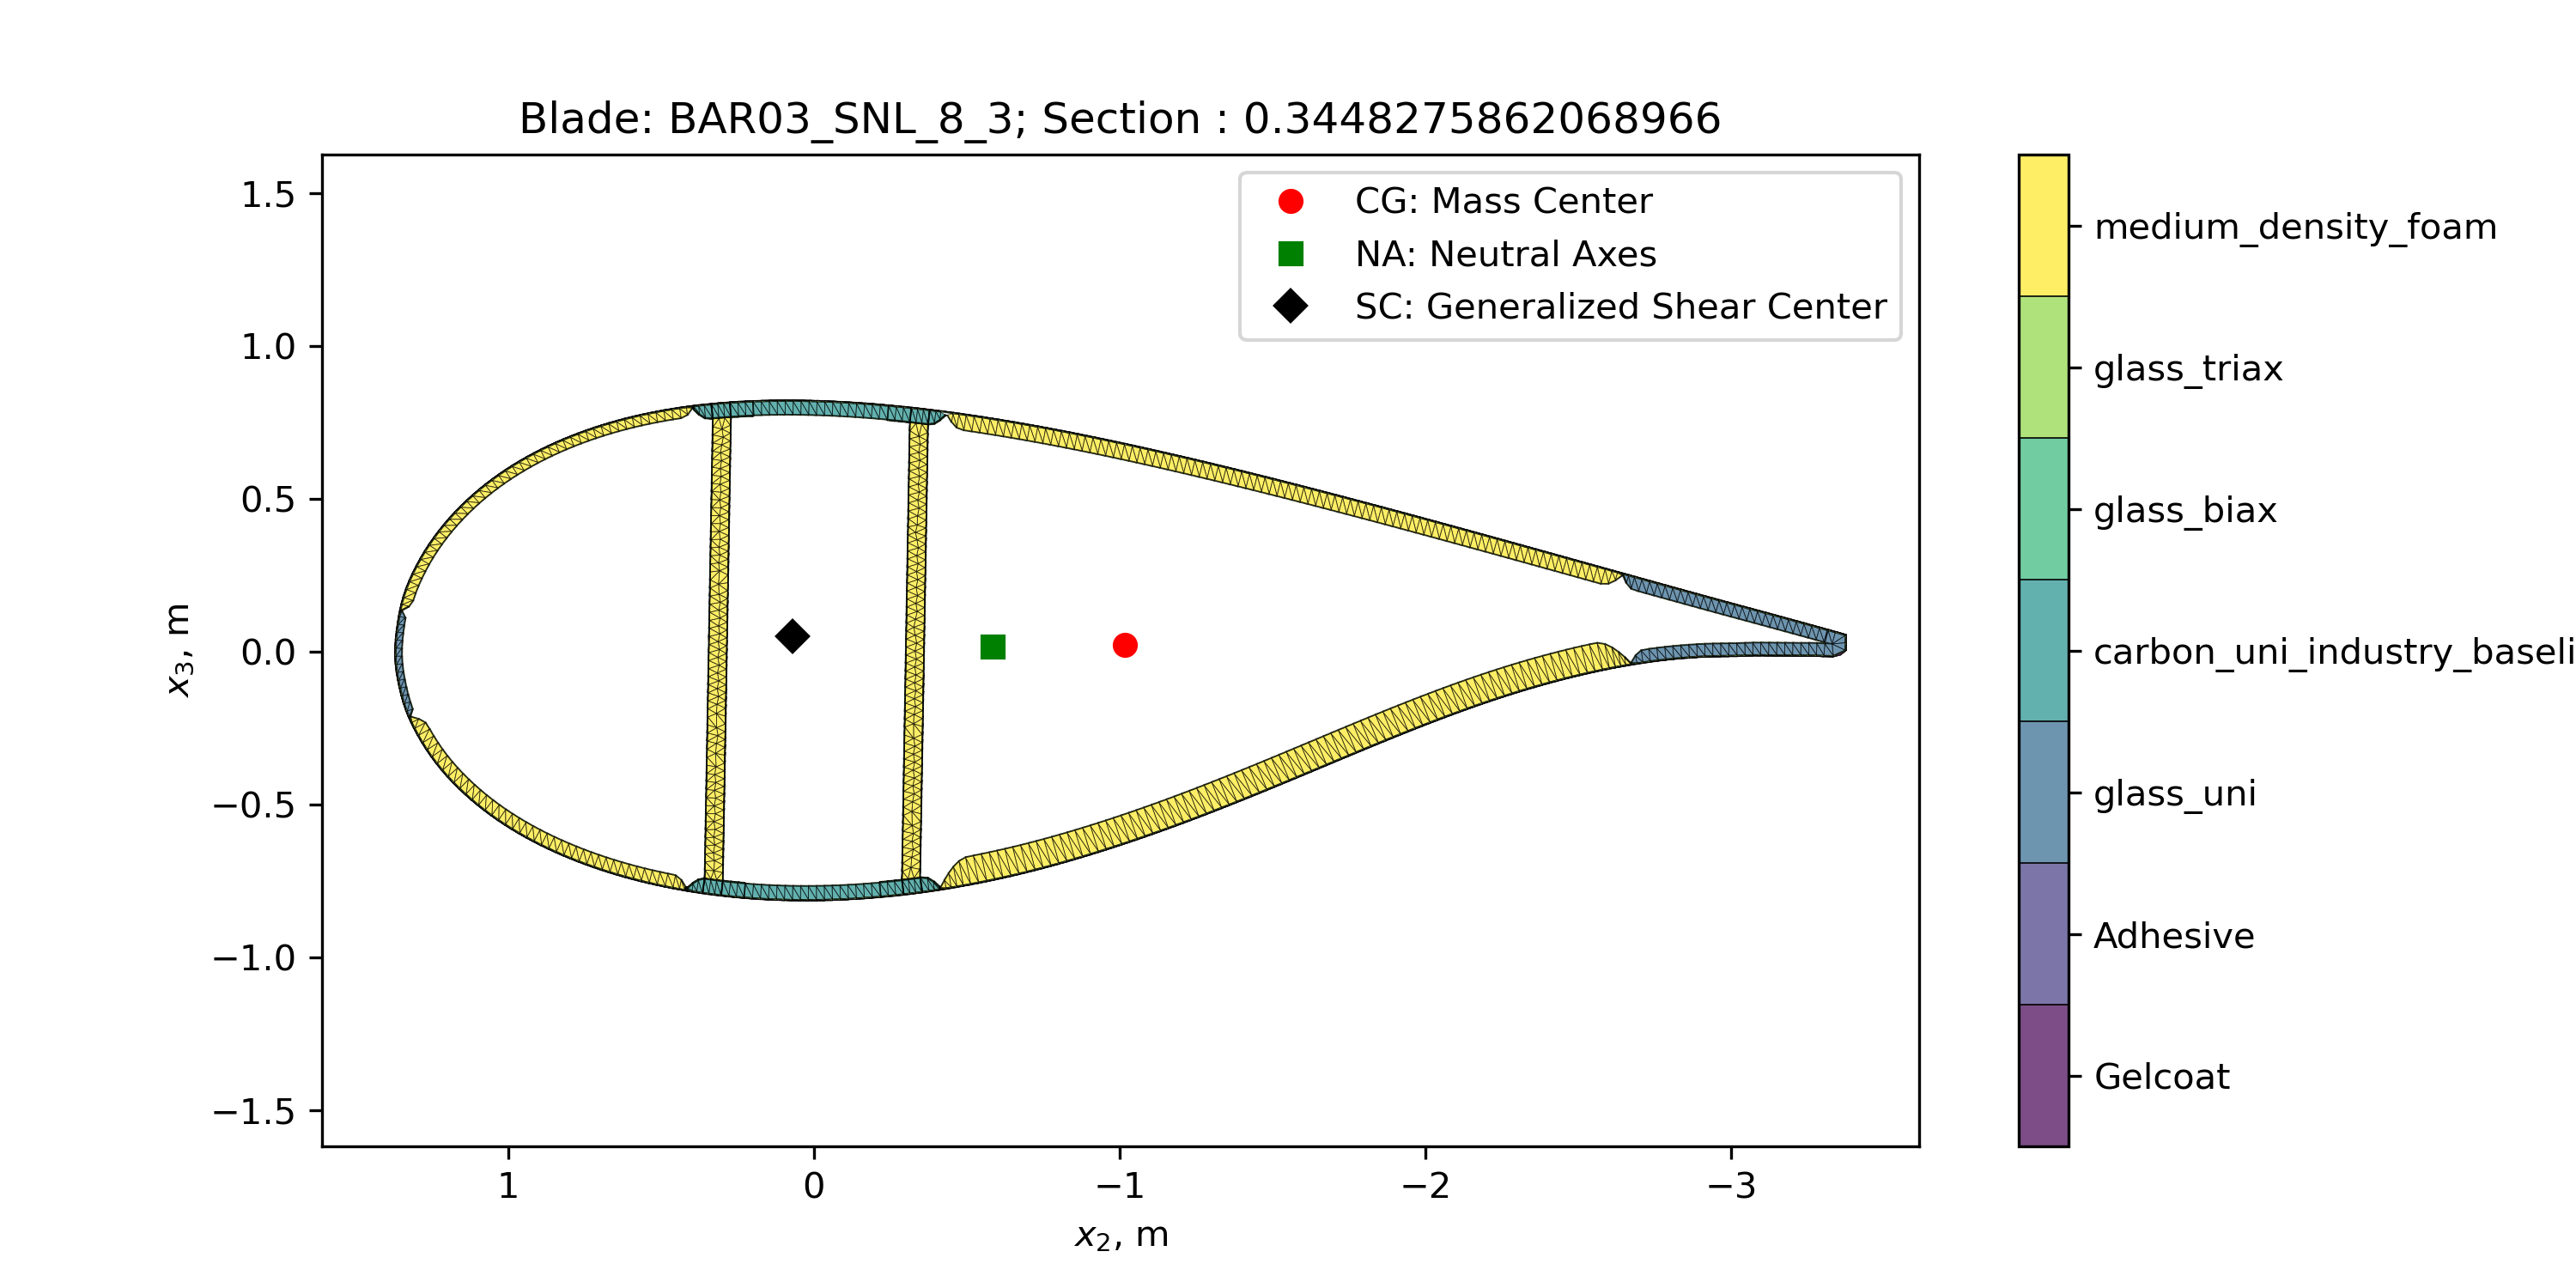 Blade: BAR03_SNL_8_3; Section : 0.3448275862068966
CG: Mass Center
NA: Neutral Axes
SC: Generalized Shear Center
1.5
1.0
0.5
0.0
−0.5
−1.0
−1.5
x₃, m
1 0 −1 −2 −3
x₂, m
medium_density_foam
glass_triax
glass_biax
carbon_uni_industry_baseli
glass_uni
Adhesive
Gelcoat